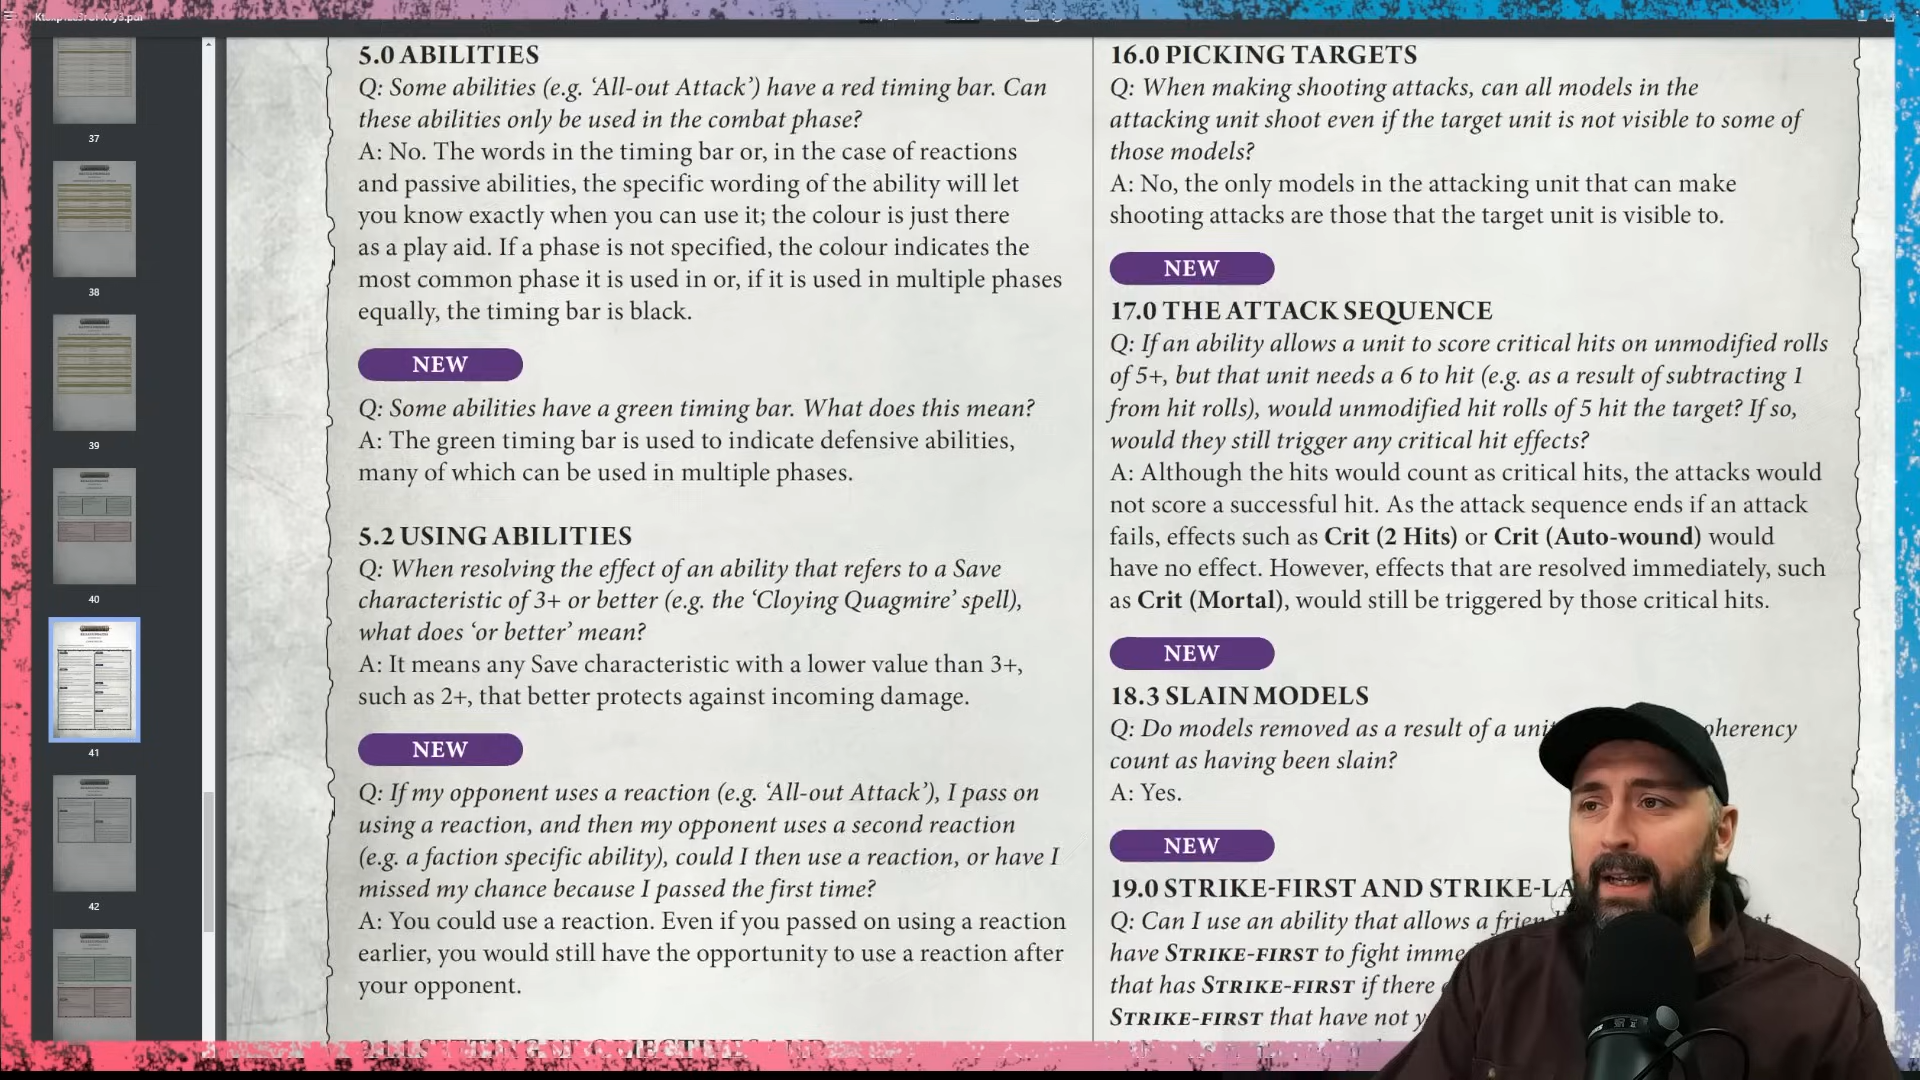 37
38
39
40
41
42
5.0 ABILITIES
Q: Some abilities (e.g. ‘All-out Attack’) have a red timing bar. Can
these abilities only be used in the combat phase?
A: No. The words in the timing bar or, in the case of reactions
and passive abilities, the specific wording of the ability will let
you know exactly when you can use it; the colour is just there
as a play aid. If a phase is not specified, the colour indicates the
most common phase it is used in or, if it is used in multiple phases
equally, the timing bar is black.
NEW
Q: Some abilities have a green timing bar. What does this mean?
A: The green timing bar is used to indicate defensive abilities,
many of which can be used in multiple phases.
5.2 USING ABILITIES
Q: When resolving the effect of an ability that refers to a Save
characteristic of 3+ or better (e.g. the ‘Cloying Quagmire’ spell),
what does ‘or better’ mean?
A: It means any Save characteristic with a lower value than 3+,
such as 2+, that better protects against incoming damage.
NEW
Q: If my opponent uses a reaction (e.g. ‘All-out Attack’), I pass on
using a reaction, and then my opponent uses a second reaction
(e.g. a faction specific ability), could I then use a reaction, or have I
missed my chance because I passed the first time?
A: You could use a reaction. Even if you passed on using a reaction
earlier, you would still have the opportunity to use a reaction after
your opponent.
16.0 PICKING TARGETS
Q: When making shooting attacks, can all models in the
attacking unit shoot even if the target unit is not visible to some of
those models?
A: No, the only models in the attacking unit that can make
shooting attacks are those that the target unit is visible to.
NEW
17.0 THE ATTACK SEQUENCE
Q: If an ability allows a unit to score critical hits on unmodified rolls
of 5+, but that unit needs a 6 to hit (e.g. as a result of subtracting 1
from hit rolls), would unmodified hit rolls of 5 hit the target? If so,
would they still trigger any critical hit effects?
A: Although the hits would count as critical hits, the attacks would
not score a successful hit. As the attack sequence ends if an attack
fails, effects such as Crit (2 Hits) or Crit (Auto-wound) would
have no effect. However, effects that are resolved immediately, such
as Crit (Mortal), would still be triggered by those critical hits.
NEW
18.3 SLAIN MODELS
Q: Do models removed as a result of a unit oherency
count as having been slain?
A: Yes.
NEW
19.0 STRIKE-FIRST AND STRIKE-LA
Q: Can I use an ability that allows a
have STRIKE-FIRST to fight
that has STRIKE-FIRST if there
STRIKE-FIRST that have not